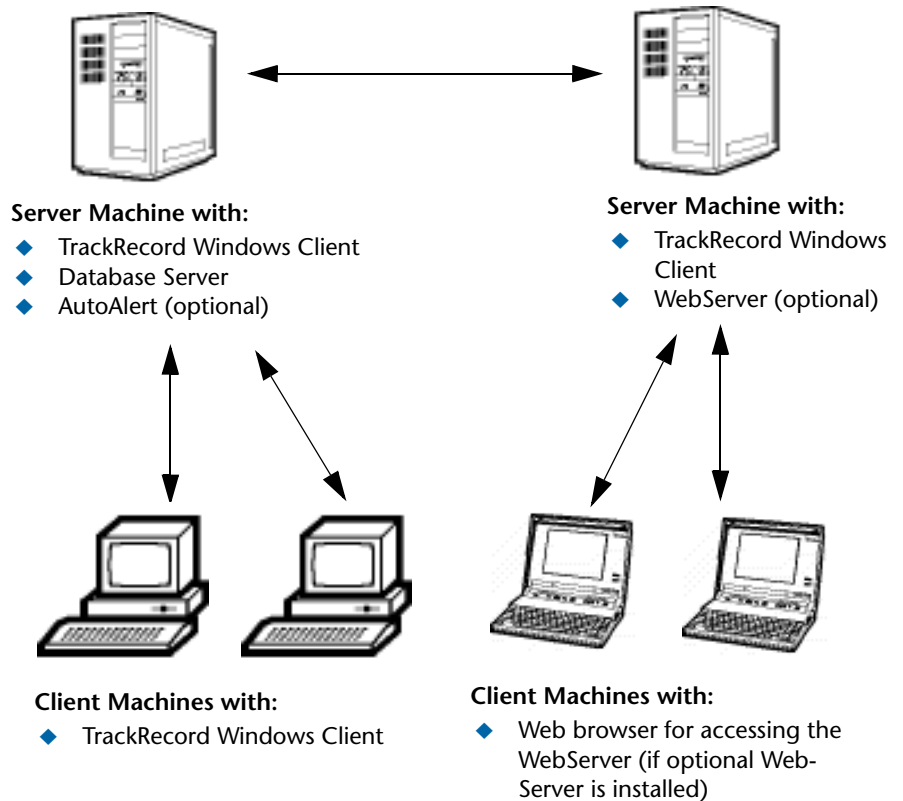 Server Machine with:
◆ TrackRecord Windows Client
◆ Database Server
◆ AutoAlert (optional)
Server Machine with:
◆ TrackRecord Windows
Client
◆ WebServer (optional)
Client Machines with:
◆ TrackRecord Windows Client
Client Machines with:
◆ Web browser for accessing the
WebServer (if optional Web-
Server is installed)